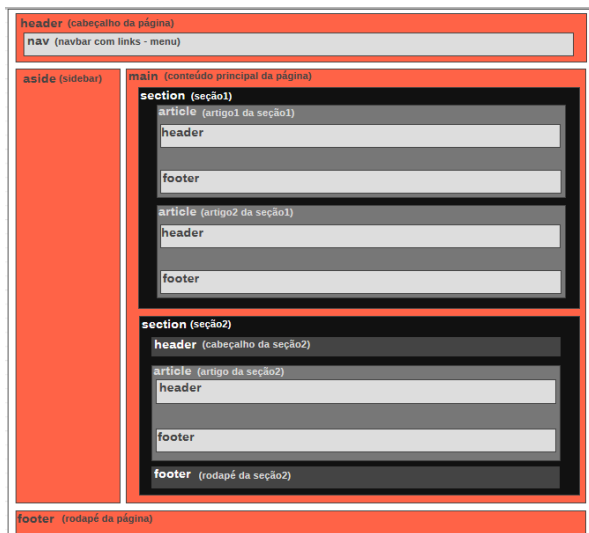 header (cabeçalho da página)
nav (navbar com links - menu)
aside (sidebar)
main (conteúdo principal da página)
section (seção1)
article (artigo1 da seção1)
header
footer
article (artigo2 da seção1)
header
footer
section (seção2)
header (cabeçalho da seção2)
article (artigo da seção2)
header
footer
footer (rodapé da seção2)
footer (rodapé da página)